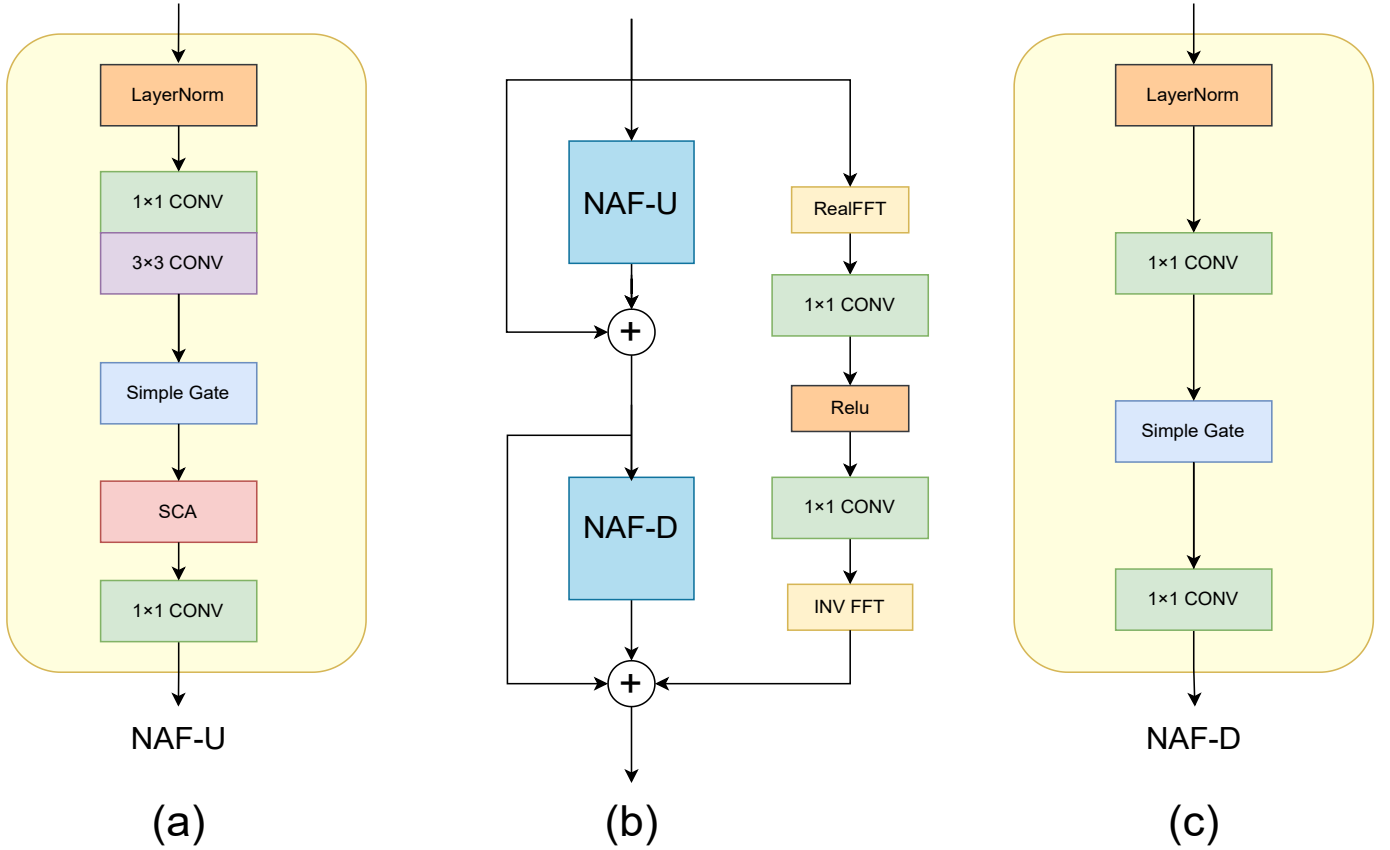 LayerNorm
1×1 CONV
3×3 CONV
Simple Gate
SCA
1×1 CONV
NAF-U
(a)
NAF-U
+
NAF-D
+
RealFFT
1×1 CONV
Relu
1×1 CONV
INV FFT
(b)
LayerNorm
1×1 CONV
Simple Gate
1×1 CONV
NAF-D
(c)